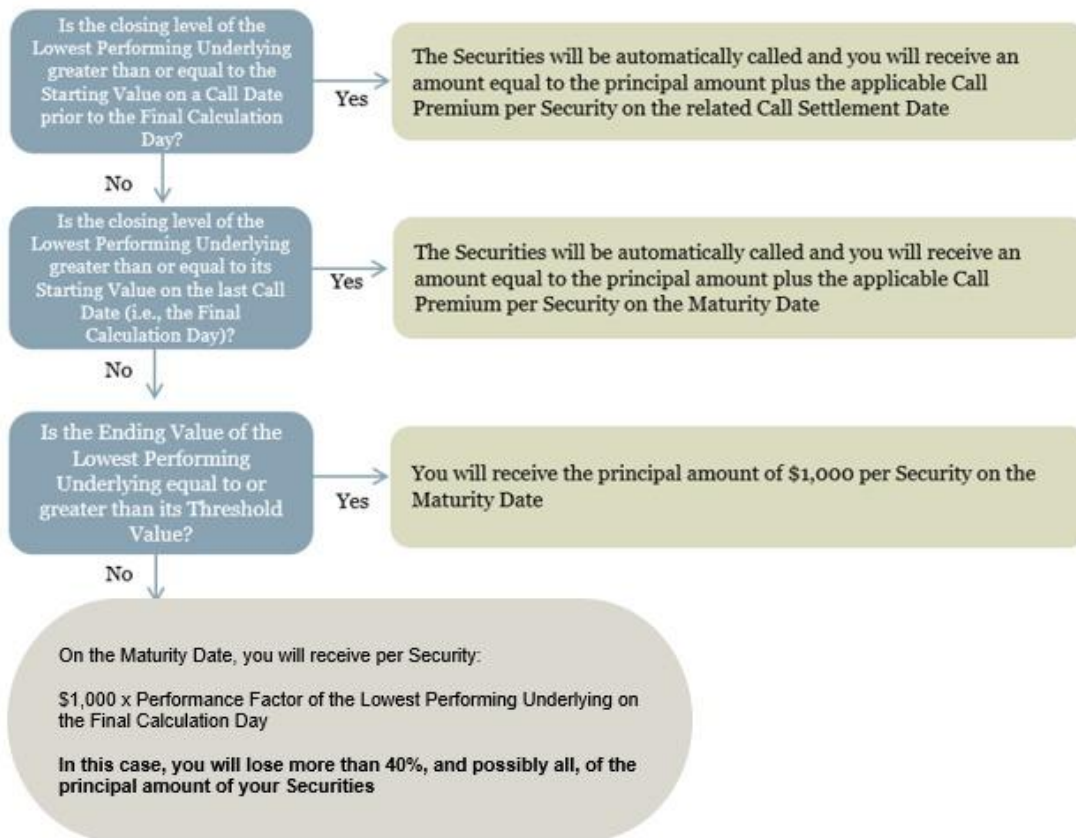 Is the closing level of the
Lowest Performing Underlying
greater than or equal to the
Starting Value on a Call Date
prior to the Final Calculation
Day?
Yes
The Securities will be automatically called and you will receive an
amount equal to the principal amount plus the applicable Call
Premium per Security on the related Call Settlement Date
No
Is the closing level of the
Lowest Performing Underlying
greater than or equal to its
Starting Value on the last Call
Date (i.e., the Final
Calculation Day)?
Yes
The Securities will be automatically called and you will receive an
amount equal to the principal amount plus the applicable Call
Premium per Security on the Maturity Date
No
Is the Ending Value of the
Lowest Performing
Underlying equal to or
greater than its Threshold
Value?
Yes
You will receive the principal amount of $1,000 per Security on the
Maturity Date
No
On the Maturity Date, you will receive per Security:
$1,000 x Performance Factor of the Lowest Performing Underlying on
the Final Calculation Day
In this case, you will lose more than 40%, and possibly all, of the
principal amount of your Securities